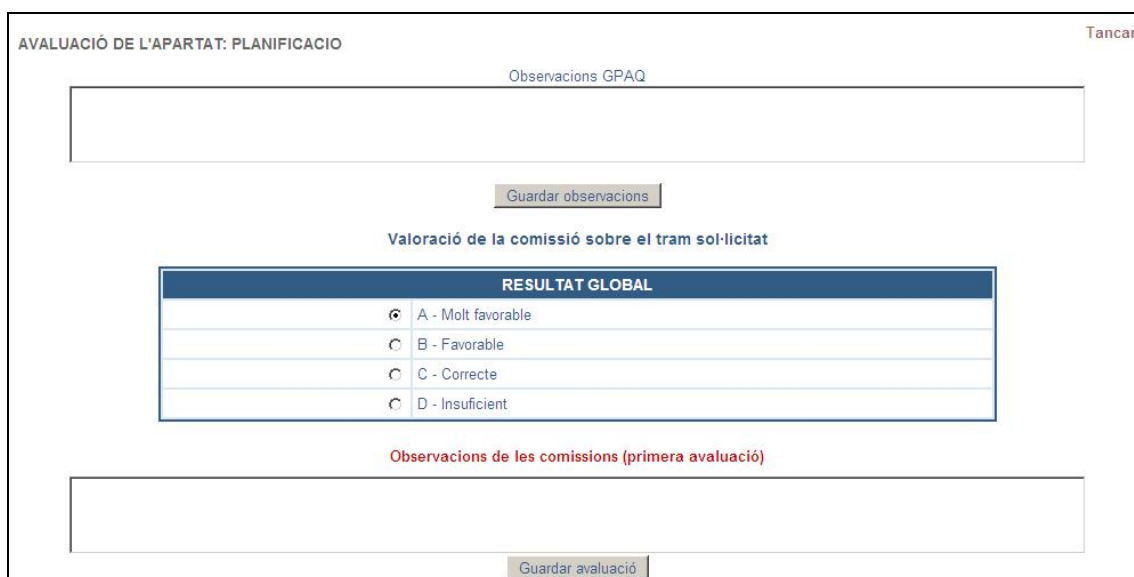 Tancar
AVALUACIÓ DE L'APARTAT: PLANIFICACIO
Observacions GPAQ
Guardar observacions
Valoració de la comissió sobre el tram sol·licitat
RESULTAT GLOBAL
A - Molt favorable
B - Favorable
C - Correcte
D - Insuficient
Observacions de les comissions (primera avaluació)
Guardar avaluació